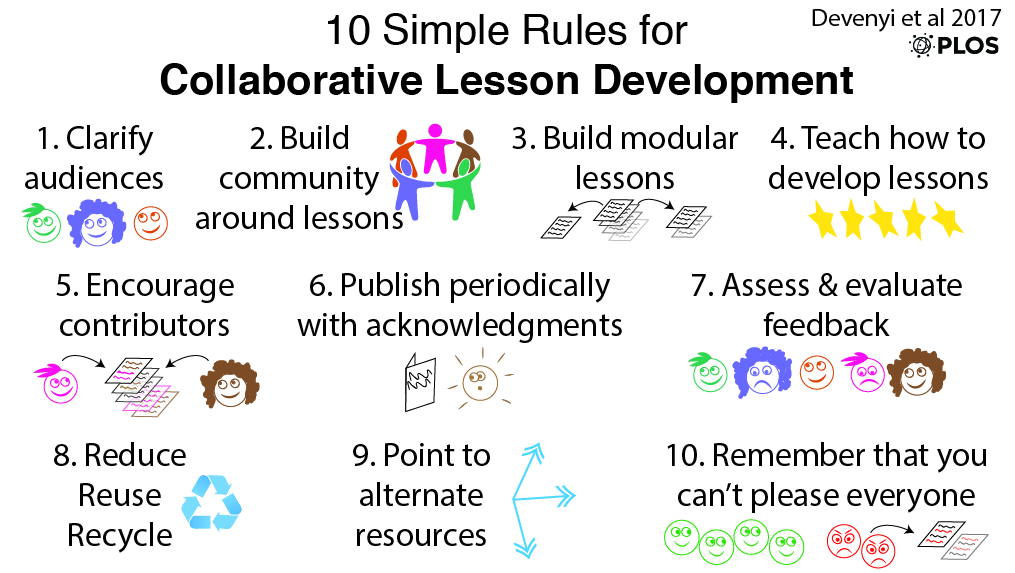 10 Simple Rules for
Collaborative Lesson Development
Devenyi et al 2017
PLOS
1. Clarify
audiences
2. Build
community
around lessons
3. Build modular
lessons
4. Teach how to
develop lessons
5. Encourage
contributors
6. Publish periodically
with acknowledgments
7. Assess & evaluate
feedback
8. Reduce
Reuse
Recycle
9. Point to
alternate
resources
10. Remember that you
can't please everyone